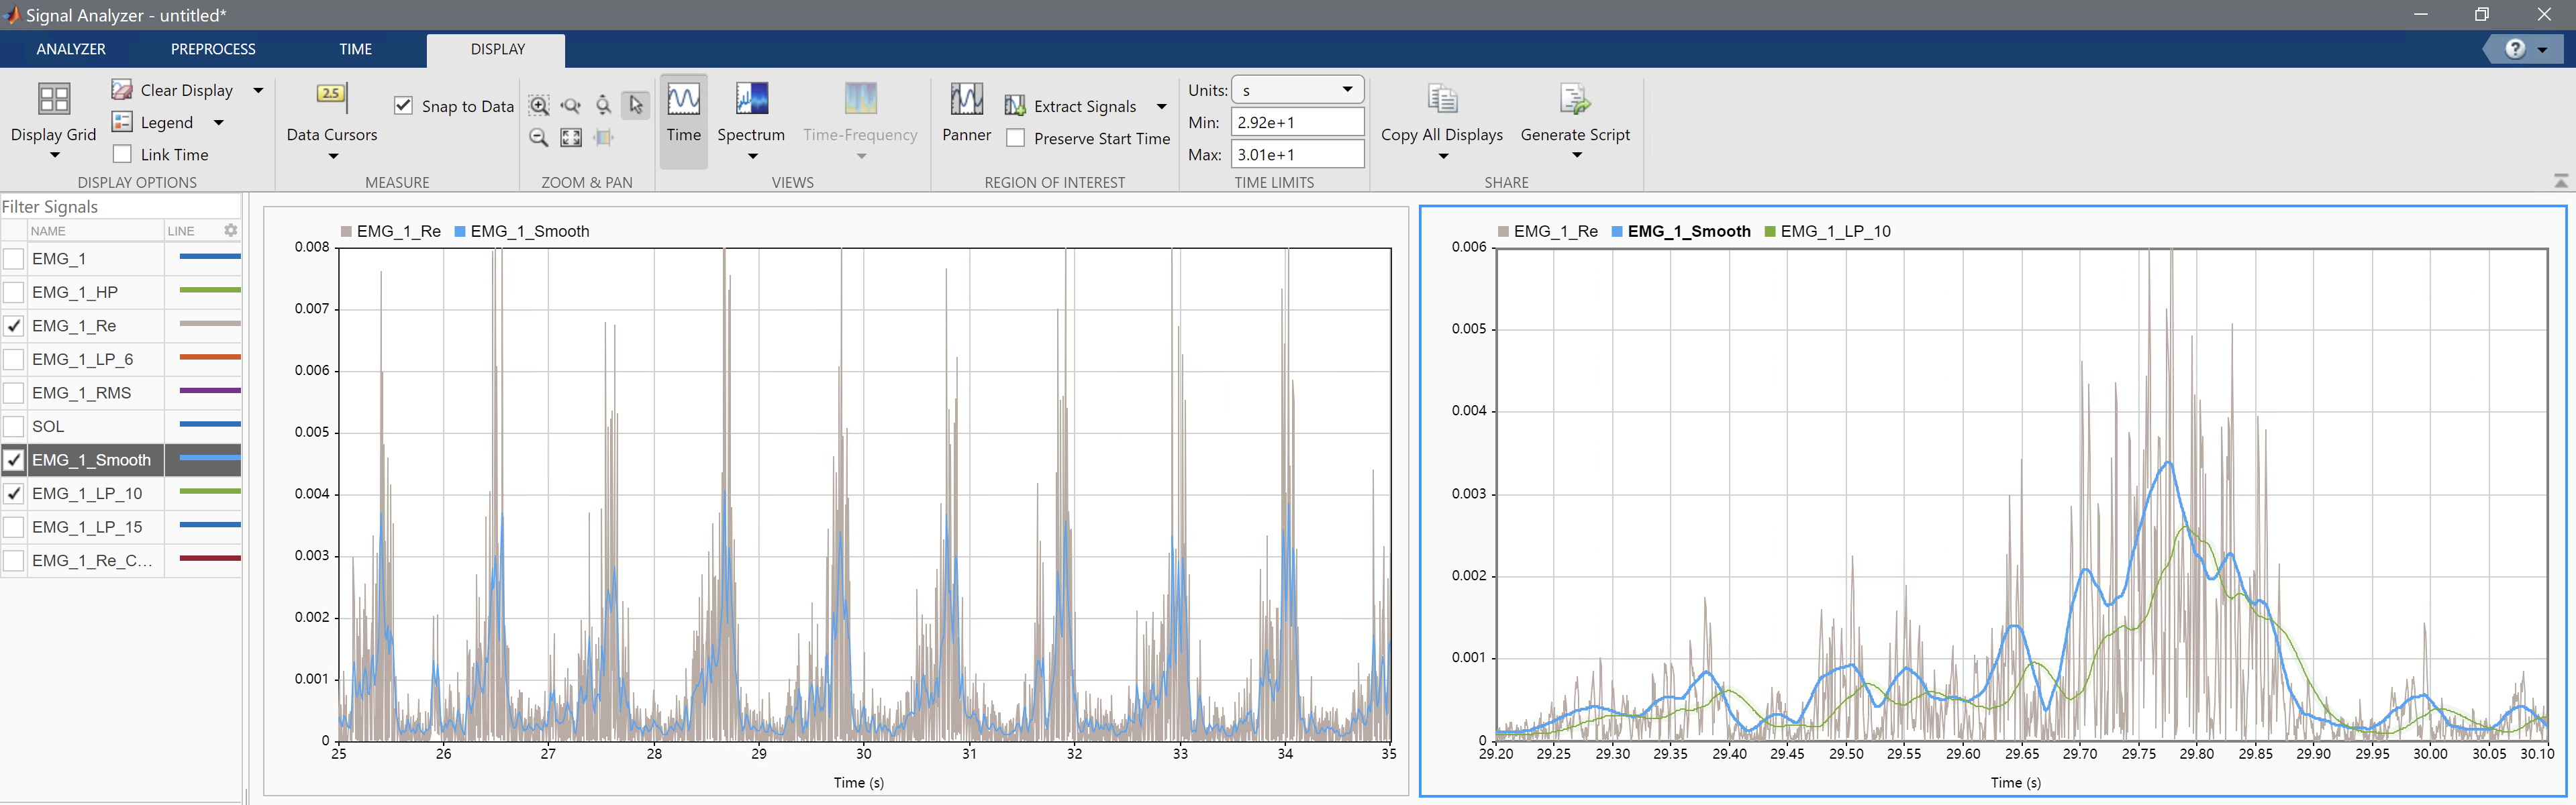 Signal Analyzer - untitled*
ANALYZER PREPROCESS TIME DISPLAY
Display Grid
Clear Display
Legend
Link Time
DISPLAY OPTIONS
2.5
Data Cursors
Snap to Data
MEASURE
ZOOM & PAN
Time
Spectrum
Time-Frequency
VIEWS
Panner
Extract Signals
Preserve Start Time
REGION OF INTEREST
Units: s
Min: 2.92e+1
Max: 3.01e+1
TIME LIMITS
Copy All Displays
Generate Script
SHARE
?
Filter Signals
NAME LINE
EMG_1
EMG_1_HP
EMG_1_Re
EMG_1_LP_6
EMG_1_RMS
SOL
EMG_1_Smooth
EMG_1_LP_10
EMG_1_LP_15
EMG_1_Re_C...
EMG_1_Re EMG_1_Smooth
0.008
0.007
0.006
0.005
0.004
0.003
0.002
0.001
0
25 26 27 28 29 30 31 32 33 34 35
Time (s)
EMG_1_Re EMG_1_Smooth EMG_1_LP_10
0.006
0.005
0.004
0.003
0.002
0.001
0
29.20 29.25 29.30 29.35 29.40 29.45 29.50 29.55 29.60 29.65 29.70 29.75 29.80 29.85 29.90 29.95 30.00 30.05 30.10
Time (s)